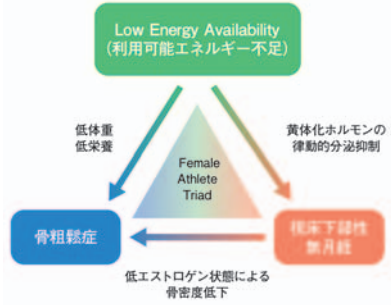 Low Energy Availability
(利用可能エネルギー不足)
低体重
低栄養
黄体化ホルモンの
律動的分泌抑制
Female
Athlete
Triad
骨粗鬆症
視床下部性
無月経
低エストロゲン状態による
骨密度低下